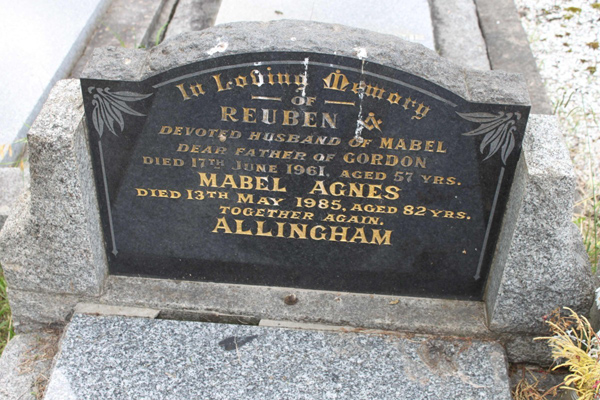 In Loving Memory
OF
REUBEN &
DEVOTED HUSBAND OF MABEL
DEAR FATHER OF GORDON
DIED 17TH JUNE 1961, AGED 57 YRS.
MABEL AGNES
DIED 13TH MAY 1985, AGED 82 YRS.
TOGETHER AGAIN.
ALLINGHAM